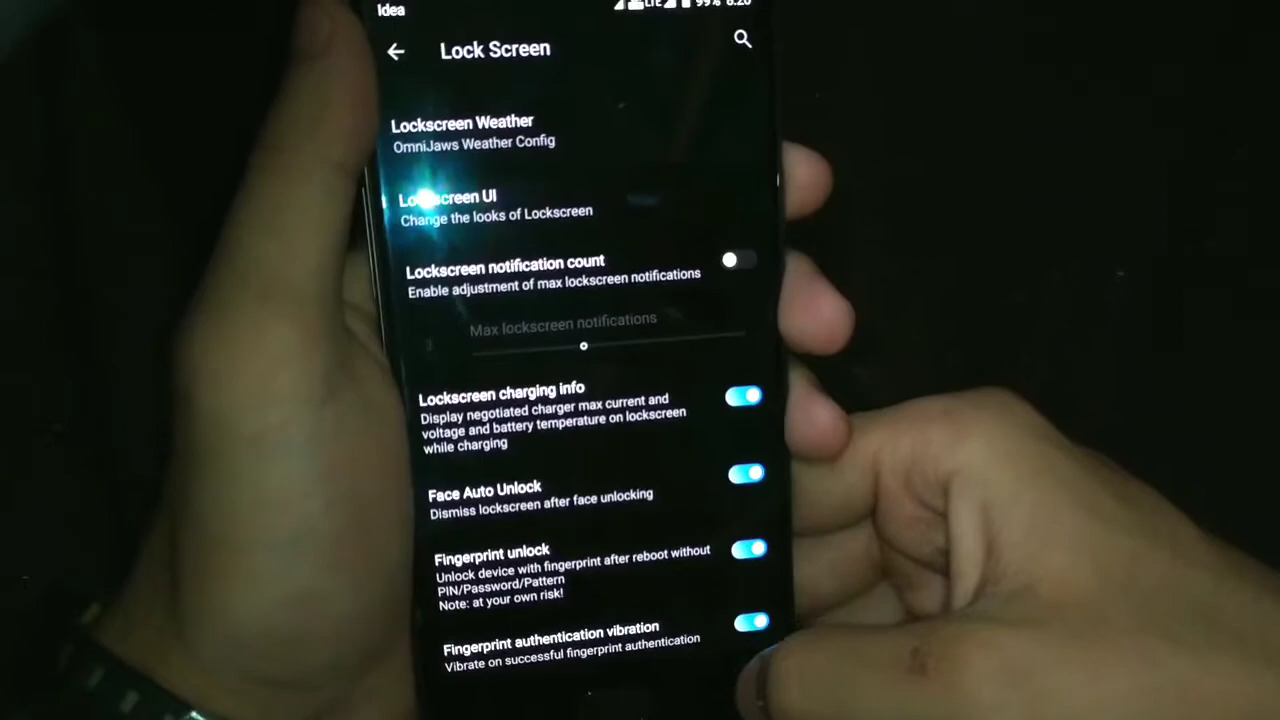 Idea LTE 99% 8:20
Lock Screen
Lockscreen Weather
OmniJaws Weather Config
Lockscreen UI
Change the looks of Lockscreen
Lockscreen notification count
Enable adjustment of max lockscreen notifications
Max lockscreen notifications
Lockscreen charging info
Display negotiated charger max current and
voltage and battery temperature on lockscreen
while charging
Face Auto Unlock
Dismiss lockscreen after face unlocking
Fingerprint unlock
Unlock device with fingerprint after reboot without
PIN/Password/Pattern
Note: at your own risk!
Fingerprint authentication vibration
Vibrate on successful fingerprint authentication